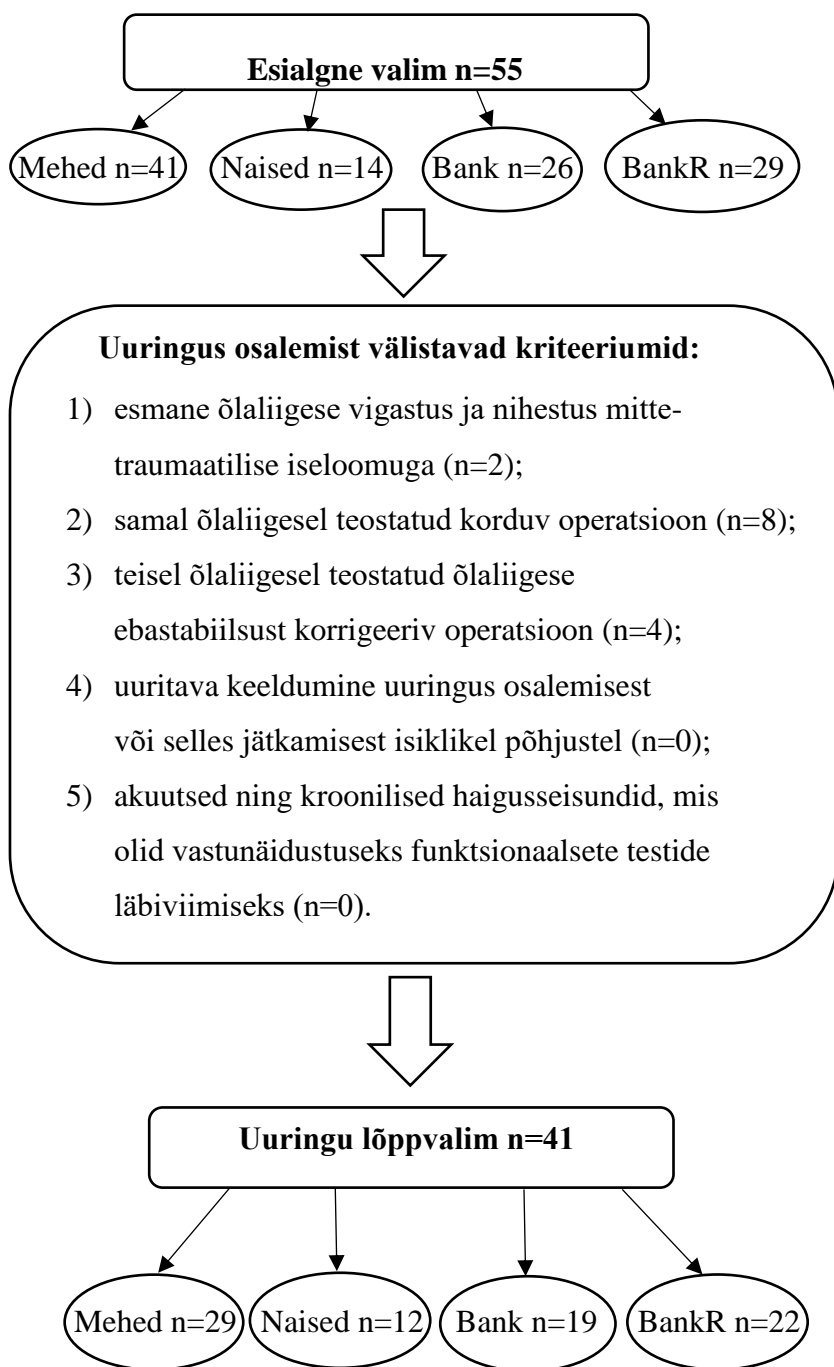 Esialgne valim n=55
Mehed n=41
Naised n=14
Bank n=26
BankR n=29
Uuringus osalemist välistavad kriteeriumid:
1) esmane õlaliigese vigastus ja nihestus mitte-
traumaatilise iseloomuga (n=2);
2) samal õlaliigesel teostatud korduv operatsioon (n=8);
3) teisel õlaliigesel teostatud õlaliigese
ebastabiilsust korrigeeriv operatsioon (n=4);
4) uuritava keeldumine uuringus osalemisest
või selles jätkamisest isiklikel põhjustel (n=0);
5) akuutsed ning kroonilised haigusseisundid, mis
olid vastunäidustuseks funktsionaalsete testide
läbiviimiseks (n=0).
Uuringu lõppvalim n=41
Mehed n=29
Naised n=12
Bank n=19
BankR n=22